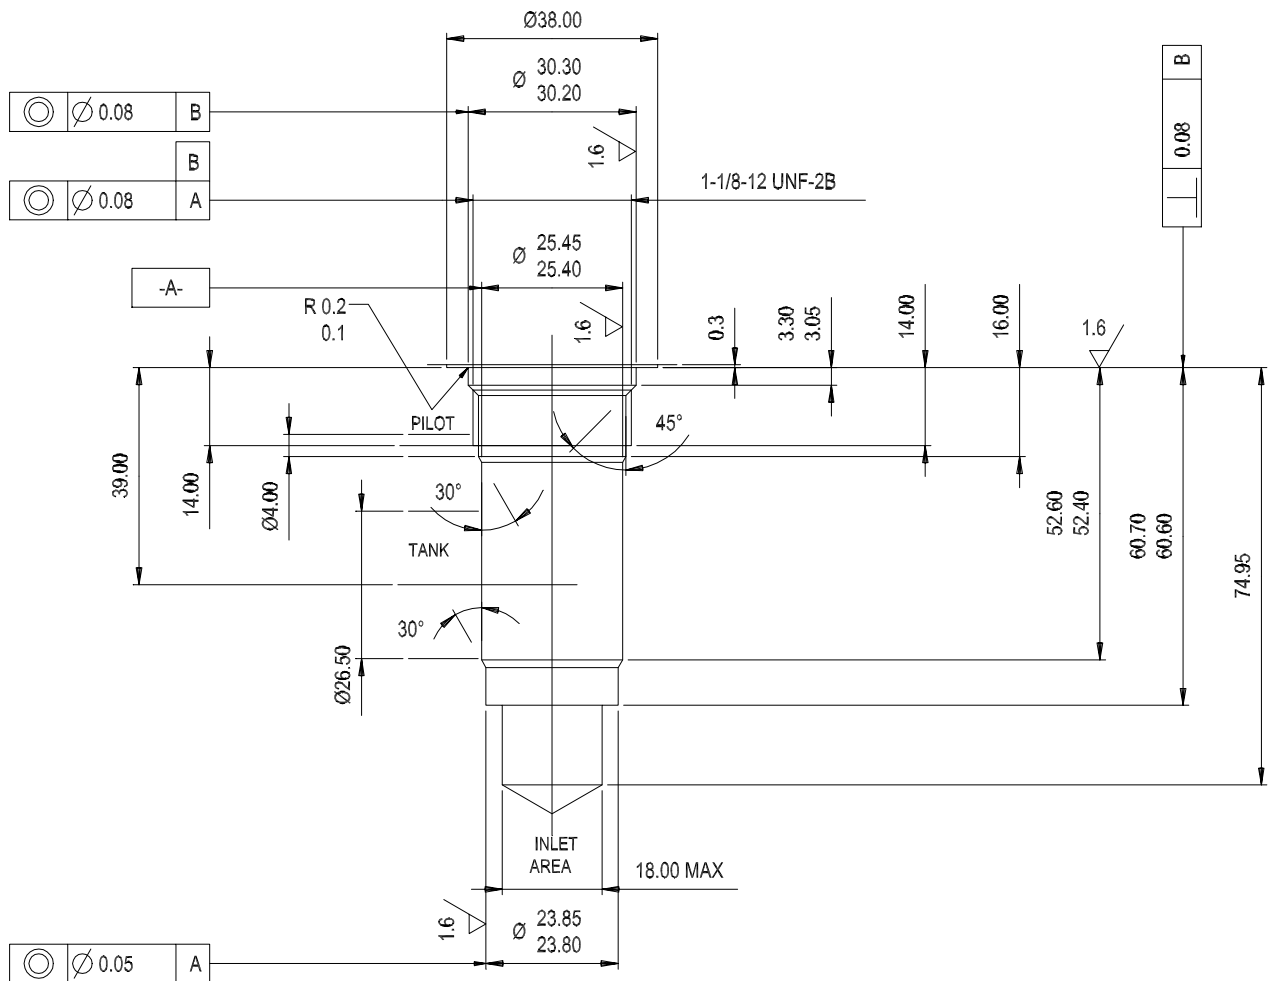 Ø38.00
Ø 30.30
30.20
⌀ 0.08 B
B
⌀ 0.08 A
1.6
1-1/8-12 UNF-2B
B
0.08
Ø 25.45
25.40
-A-
R 0.2
0.1
1.6
0.3
3.30
3.05
14.00
16.00
1.6
PILOT
45°
39.00
14.00
Ø4.00
30°
TANK
30°
Ø26.50
52.60
52.40
60.70
60.60
74.95
INLET
AREA
18.00 MAX
1.6
Ø 23.85
23.80
⌀ 0.05 A